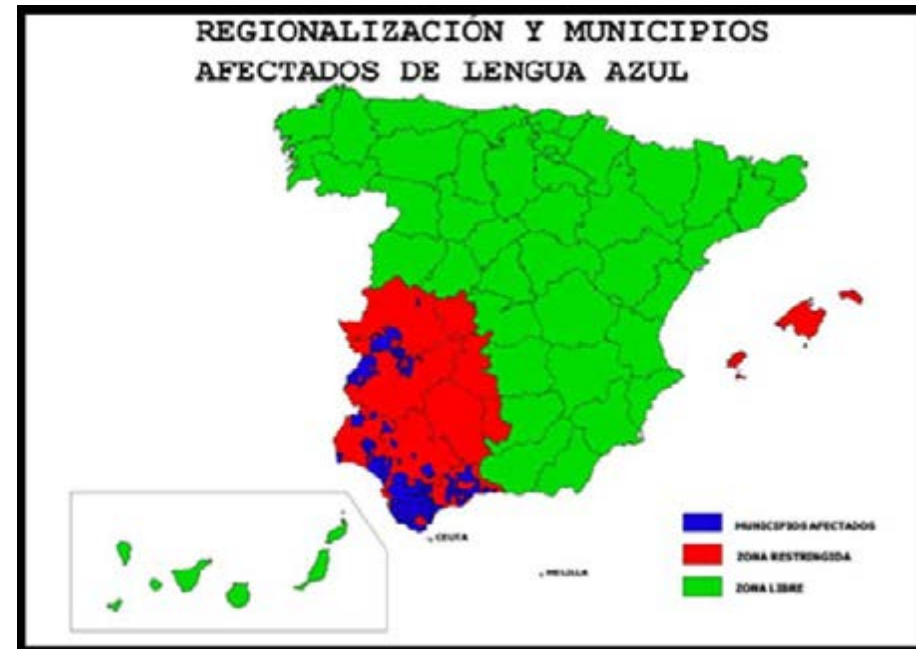 REGIONALIZACIÓN Y MUNICIPIOS
AFECTADOS DE LENGUA AZUL
CEUTA
MELILLA
MUNICIPIOS AFECTADOS
ZONA RESTRINGIDA
ZONA LIBRE